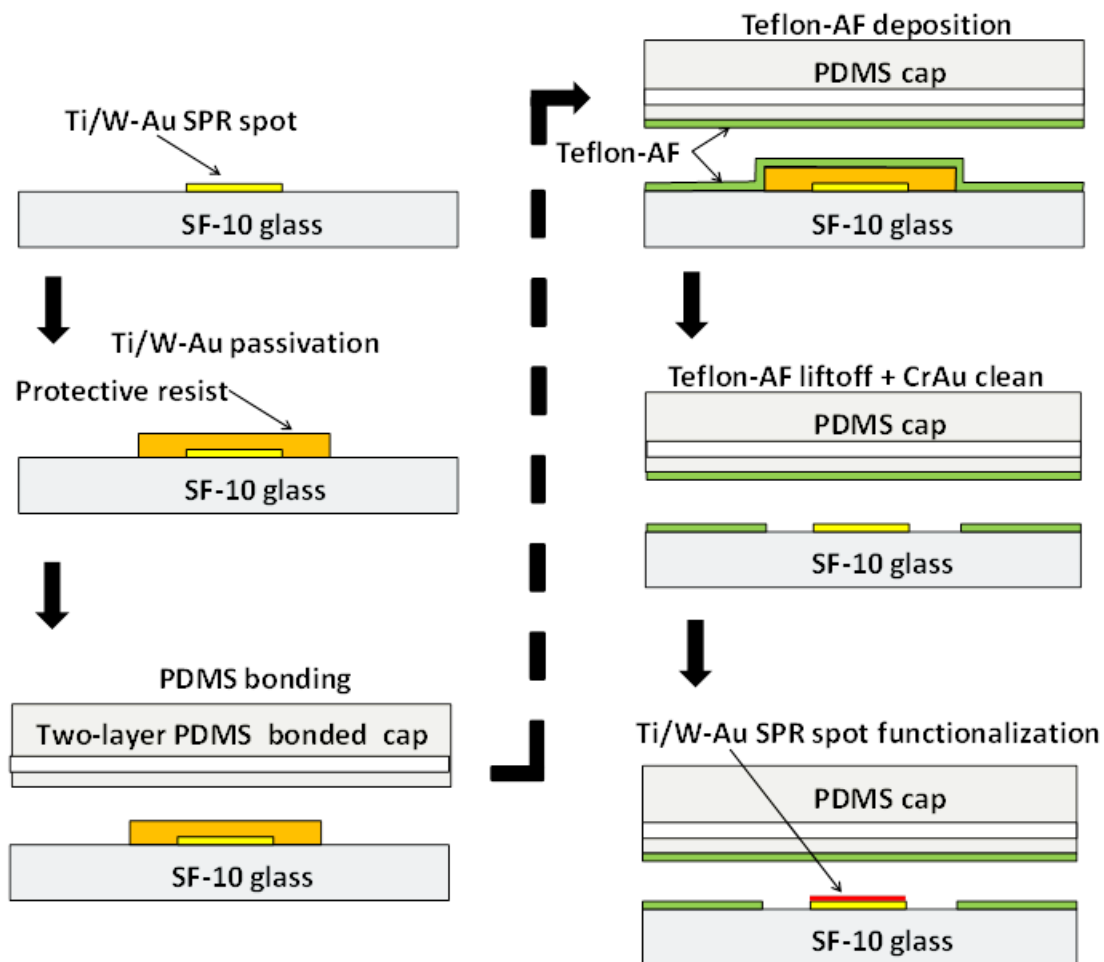 Ti/W-Au SPR spot
SF-10 glass
Ti/W-Au passivation
Protective resist
SF-10 glass
PDMS bonding
Two-layer PDMS bonded cap
SF-10 glass
Teflon-AF deposition
PDMS cap
Teflon-AF
SF-10 glass
Teflon-AF liftoff + CrAu clean
PDMS cap
SF-10 glass
Ti/W-Au SPR spot functionalization
PDMS cap
SF-10 glass